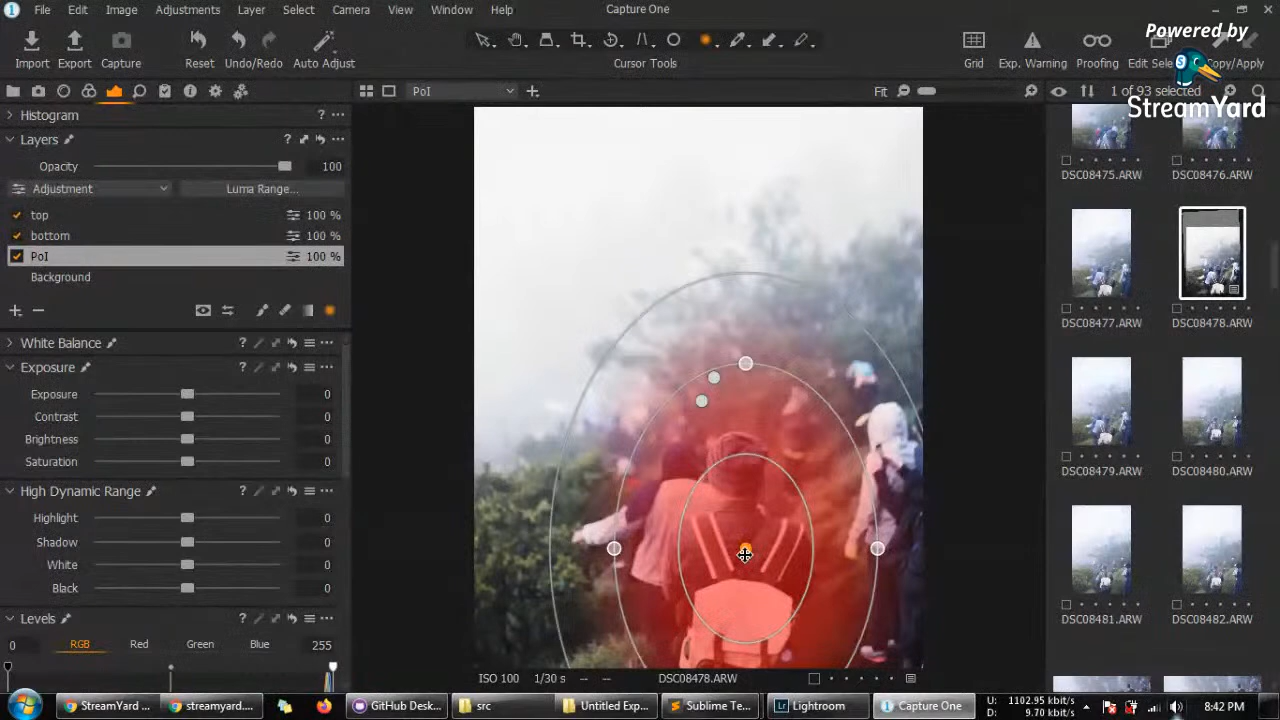 File Edit Image Adjustments Layer Select Camera View Window Help
Capture One
Powered by
StreamYard
Import Export Capture
Reset Undo/Redo Auto Adjust
Cursor Tools
Grid Exp. Warning Proofing Edit Sele Copy/Apply
PoI
Fit
1 of 93 selected
Histogram
Layers
Opacity 100
Adjustment
Luma Range...
top 100 %
bottom 100 %
PoI 100 %
Background
White Balance
Exposure
Exposure 0
Contrast 0
Brightness 0
Saturation 0
High Dynamic Range
Highlight 0
Shadow 0
White 0
Black 0
Levels
0 RGB Red Green Blue 255
ISO 100 1/30 s -- -- DSC08478.ARW
DSC08475.ARW DSC08476.ARW
DSC08477.ARW DSC08478.ARW
DSC08479.ARW DSC08480.ARW
DSC08481.ARW DSC08482.ARW
StreamYard ... streamyard.... GitHub Desk... src Untitled Exp... Sublime Te... Lightroom Capture One
U: 1102.95 kbit/s
D: 9.70 kbit/s
8:42 PM